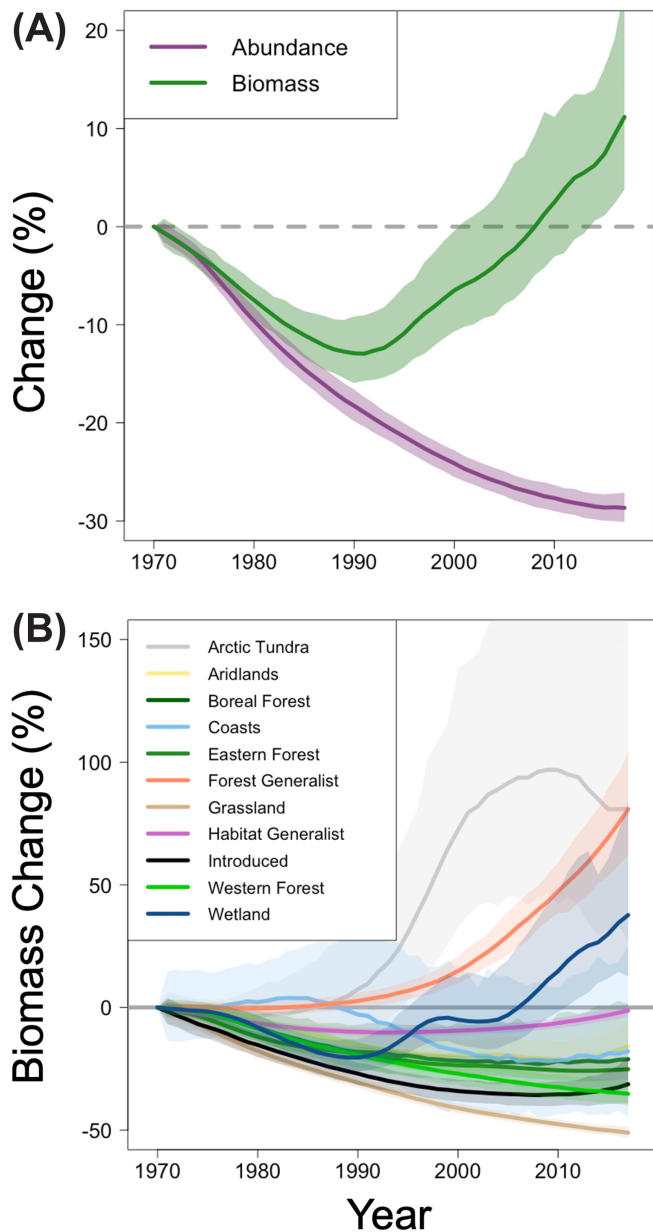 (A)
Abundance
Biomass
Change (%)
20
10
0
-10
-20
-30
1970 1980 1990 2000 2010
(B)
Arctic Tundra
Aridlands
Boreal Forest
Coasts
Eastern Forest
Forest Generalist
Grassland
Habitat Generalist
Introduced
Western Forest
Wetland
Biomass Change (%)
150
100
50
0
-50
1970 1980 1990 2000 2010
Year